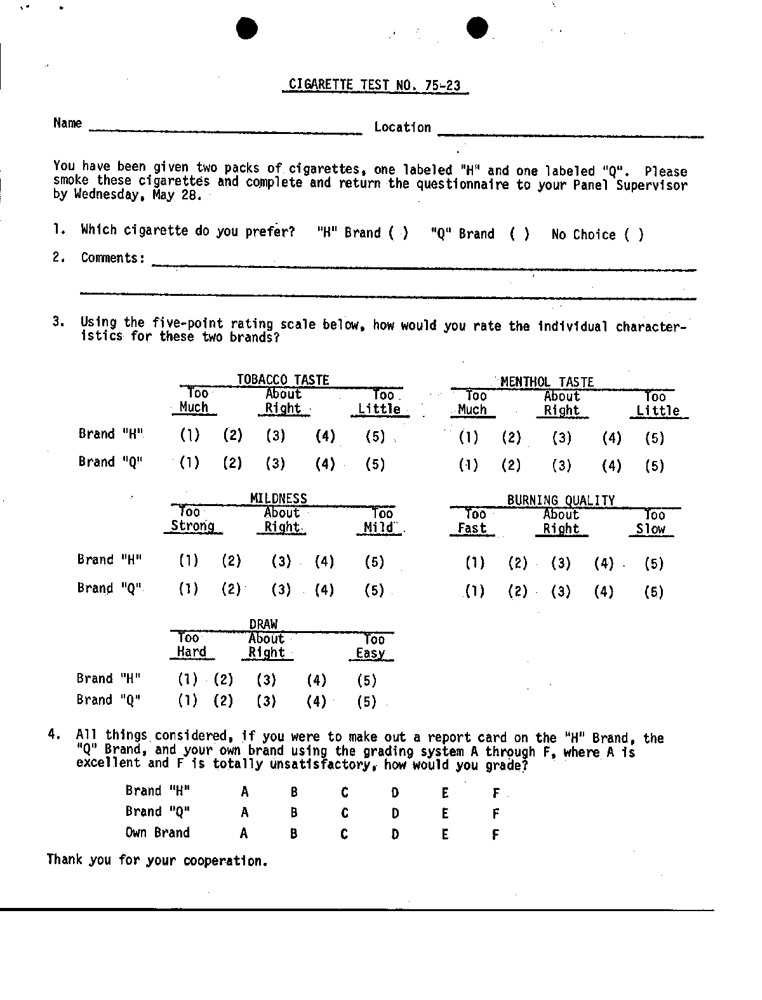 CIGARETTE TEST NO. 75-23
Name Location
You have been given two packs of cigarettes, one labeled "H" and one labeled "Q". Please
smoke these cigarettes and complete and return the questionnaire to your Panel Supervisor
by Wednesday, May 28.
1. Which cigarette do you prefer? "H" Brand ( ) "Q" Brand ( ) No Choice ( )
2. Comments:
3. Using the five-point rating scale below, how would you rate the individual character-
istics for these two brands?
TOBACCO TASTE MENTHOL TASTE
Too About Too Too About Too
Much Right Little Much Right Little
Brand "H" (1) (2) (3) (4) (5) (1) (2) (3) (4) (5)
Brand "Q" (1) (2) (3) (4) (5) (1) (2) (3) (4) (5)
MILDNESS BURNING QUALITY
Too About Too Too About Too
Strong Right Mild Fast Right Slow
Brand "H" (1) (2) (3) (4) (5) (1) (2) (3) (4) (5)
Brand "Q" (1) (2) (3) (4) (5) (1) (2) (3) (4) (5)
DRAW
Too About Too
Hard Right Easy
Brand "H" (1) (2) (3) (4) (5)
Brand "Q" (1) (2) (3) (4) (5)
4. All things considered, if you were to make out a report card on the "H" Brand, the
"Q" Brand, and your own brand using the grading system A through F, where A is
excellent and F is totally unsatisfactory, how would you grade?
Brand "H" A B C D E F
Brand "Q" A B C D E F
Own Brand A B C D E F
Thank you for your cooperation.